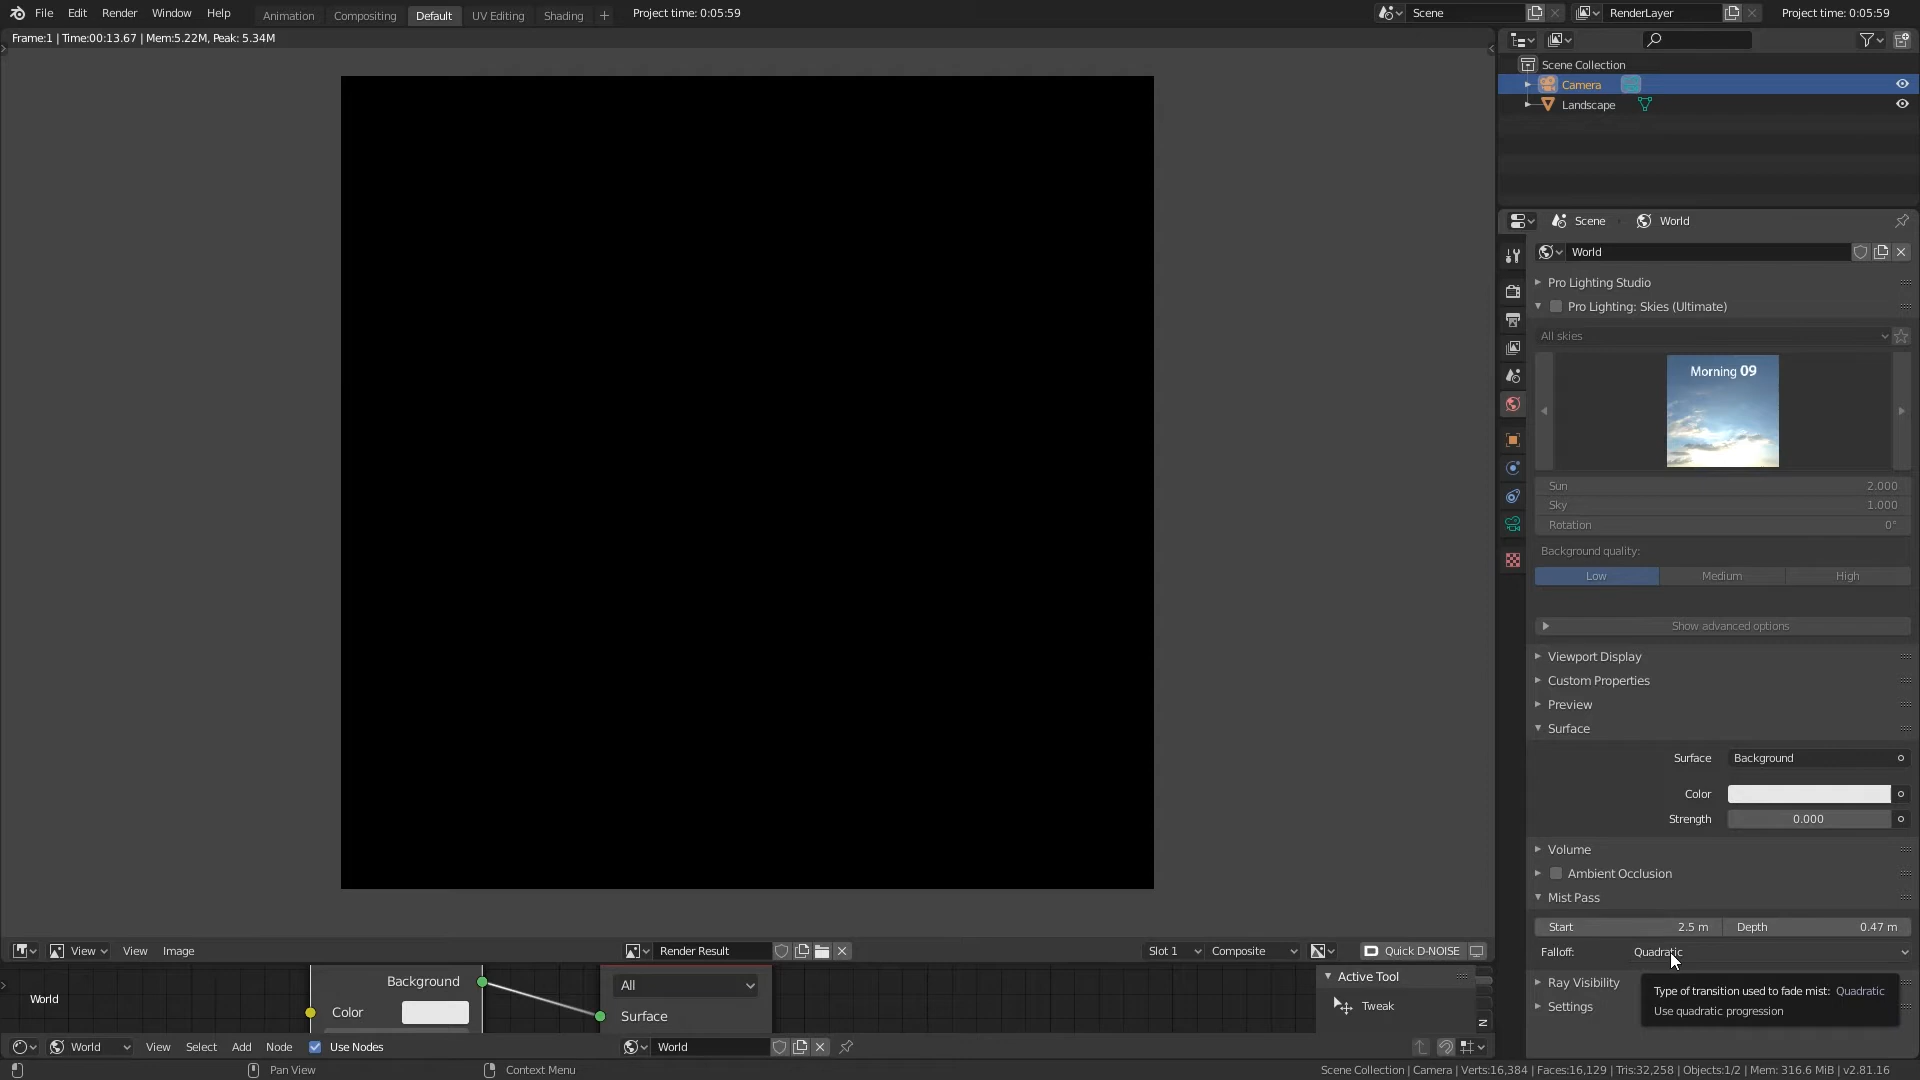 File Edit Render Window Help Animation Compositing Default UV Editing Shading + Project time: 0:05:59 Scene RenderLayer Project time: 0:05:59
Frame:1 | Time:00:13.67 | Mem:5.22M, Peak: 5.34M
Scene Collection
Camera
Landscape
Scene World
World
Pro Lighting Studio
Pro Lighting: Skies (Ultimate)
All skies
Morning 09
Sun 2.000
Sky 1.000
Rotation 0°
Background quality:
Low Medium High
Show advanced options
Viewport Display
Custom Properties
Preview
Surface
Surface Background
Color
Strength 0.000
Volume
Ambient Occlusion
Mist Pass
Start 2.5 m Depth 0.47 m
Falloff: Quadratic
Ray Visibility
Settings
Type of transition used to fade mist: Quadratic
Use quadratic progression
View View Image Render Result Slot 1 Composite Quick D-NOISE
World
Background
Color
All
Surface
Active Tool
Tweak
N
World View Select Add Node Use Nodes World
Pan View Context Menu Scene Collection | Camera | Verts:16,384 | Faces:16,129 | Tris:32,258 | Objects:1/2 | Mem: 316.6 MiB | v2.81.16